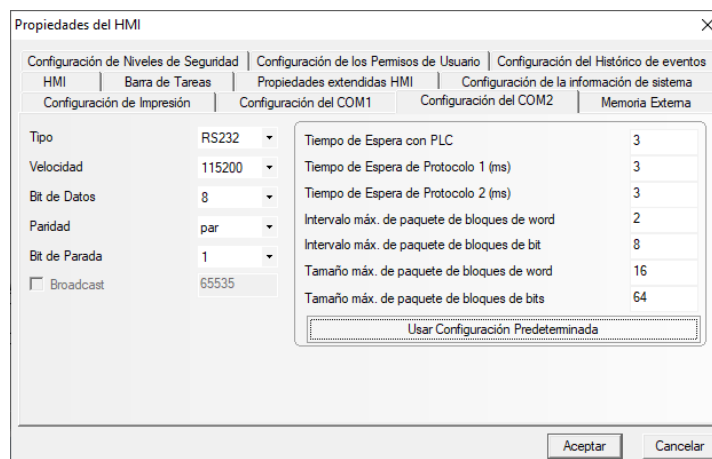 Propiedades del HMI
Configuración de Niveles de Seguridad Configuración de los Permisos de Usuario Configuración del Histórico de eventos
HMI Barra de Tareas Propiedades extendidas HMI Configuración de la información de sistema
Configuración de Impresión Configuración del COM1 Configuración del COM2 Memoria Externa
Tipo RS232
Velocidad 115200
Bit de Datos 8
Paridad par
Bit de Parada 1
Broadcast 65535
Tiempo de Espera con PLC 3
Tiempo de Espera de Protocolo 1 (ms) 3
Tiempo de Espera de Protocolo 2 (ms) 3
Intervalo máx. de paquete de bloques de word 2
Intervalo máx. de paquete de bloques de bit 8
Tamaño máx. de paquete de bloques de word 16
Tamaño máx. de paquete de bloques de bits 64
Usar Configuración Predeterminada
Aceptar Cancelar